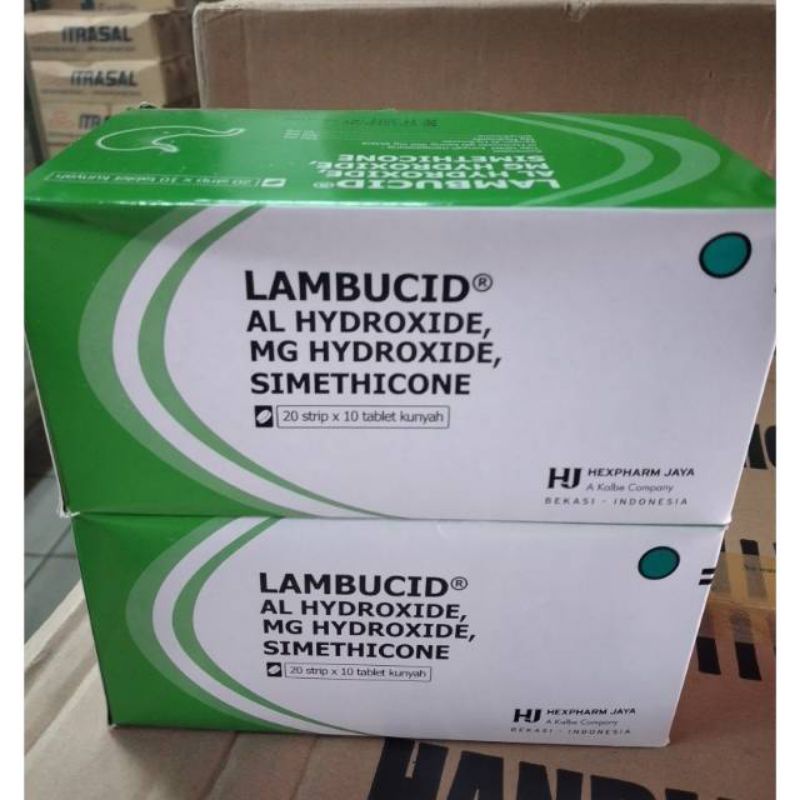 ITRASAL
ITRASAL
ITRASAL
LAMBUCID®
AL HYDROXIDE,
MG HYDROXIDE,
SIMETHICONE
20 strip x 10 tablet kunyah
LAMBUCID®
AL HYDROXIDE,
MG HYDROXIDE,
SIMETHICONE
20 strip x 10 tablet kunyah
HJ HEXPHARM JAYA
A Kalbe Company
BEKASI - INDONESIA
LAMBUCID®
AL HYDROXIDE,
MG HYDROXIDE,
SIMETHICONE
20 strip x 10 tablet kunyah
HJ HEXPHARM JAYA
A Kalbe Company
BEKASI - INDONESIA